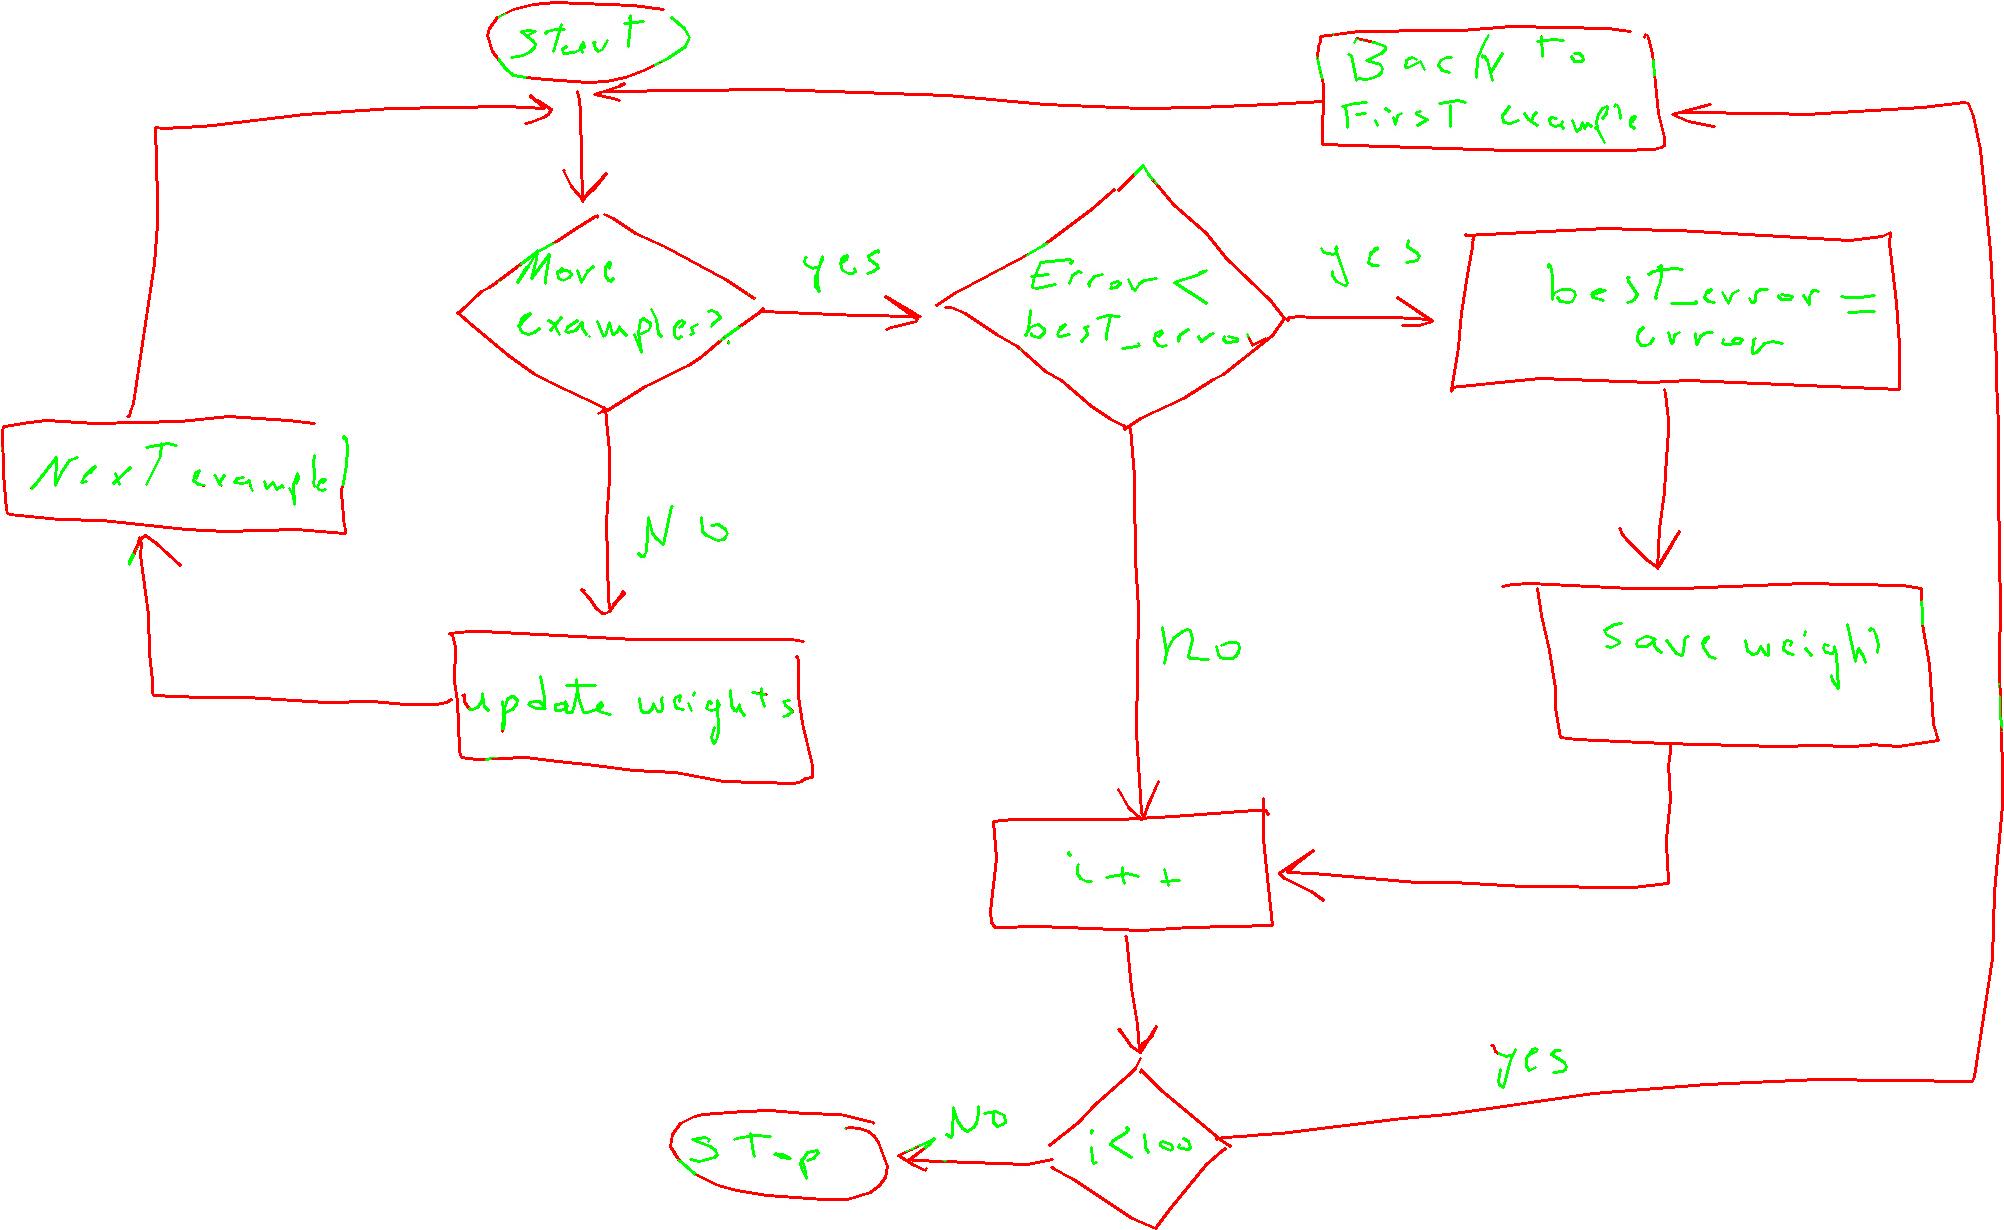 Start
Back to
First example
More
examples?
yes
Error <
best_error
yes
best_error =
error
Next example
No
update weights
no
save weight
i++
yes
i<100
No
STop